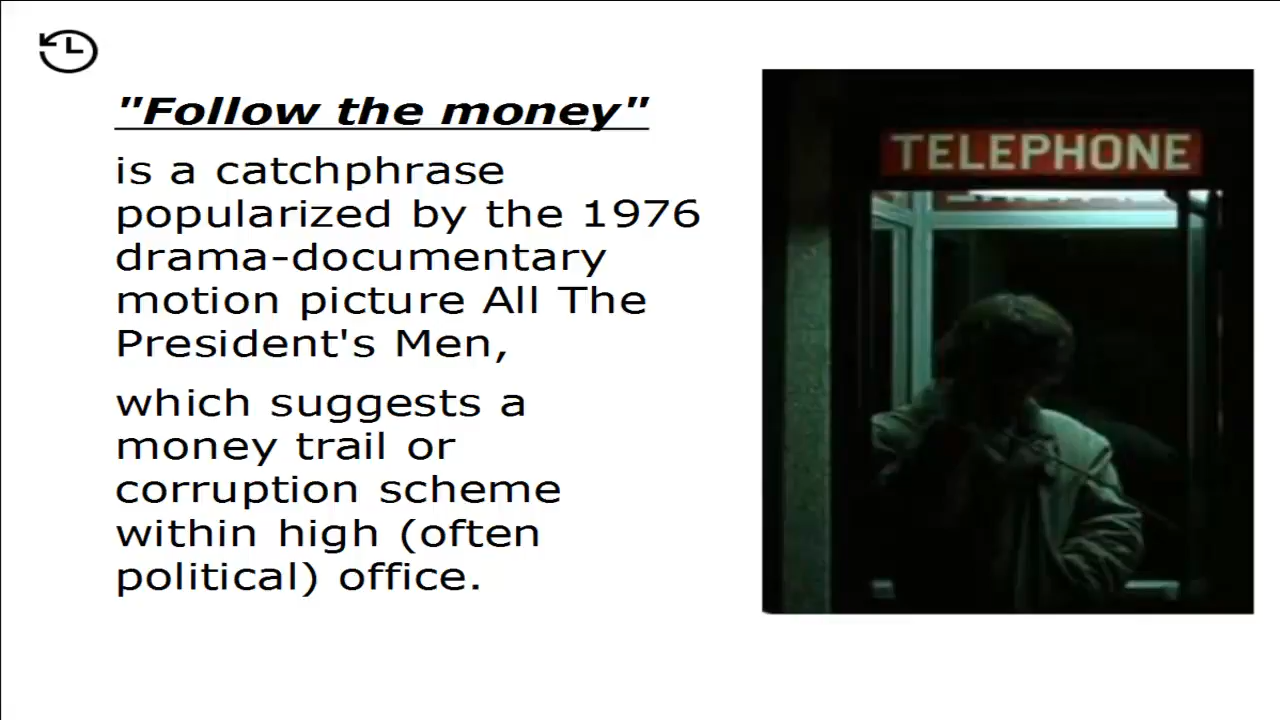 "Follow the money"
is a catchphrase
popularized by the 1976
drama-documentary
motion picture All The
President's Men,
which suggests a
money trail or
corruption scheme
within high (often
political) office.
TELEPHONE